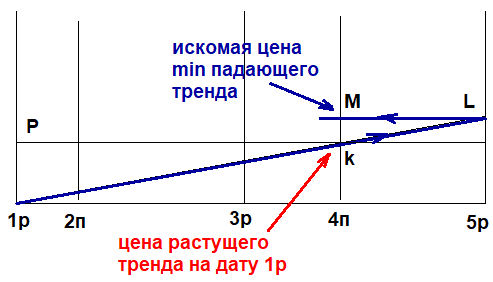 искомая цена
min падающего
тренда
M
L
P
k
1р
2п
3р
4п
5р
цена растущего
тренда на дату 1р